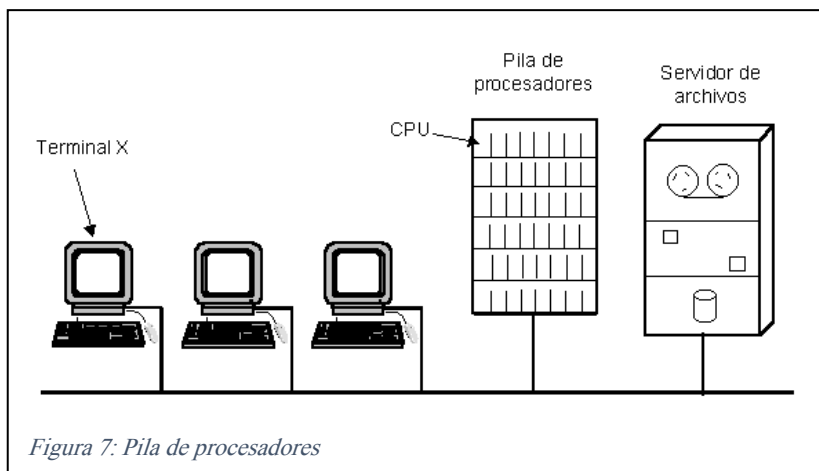 Pila de
procesadores
Servidor de
archivos
CPU
Terminal X
Figura 7: Pila de procesadores